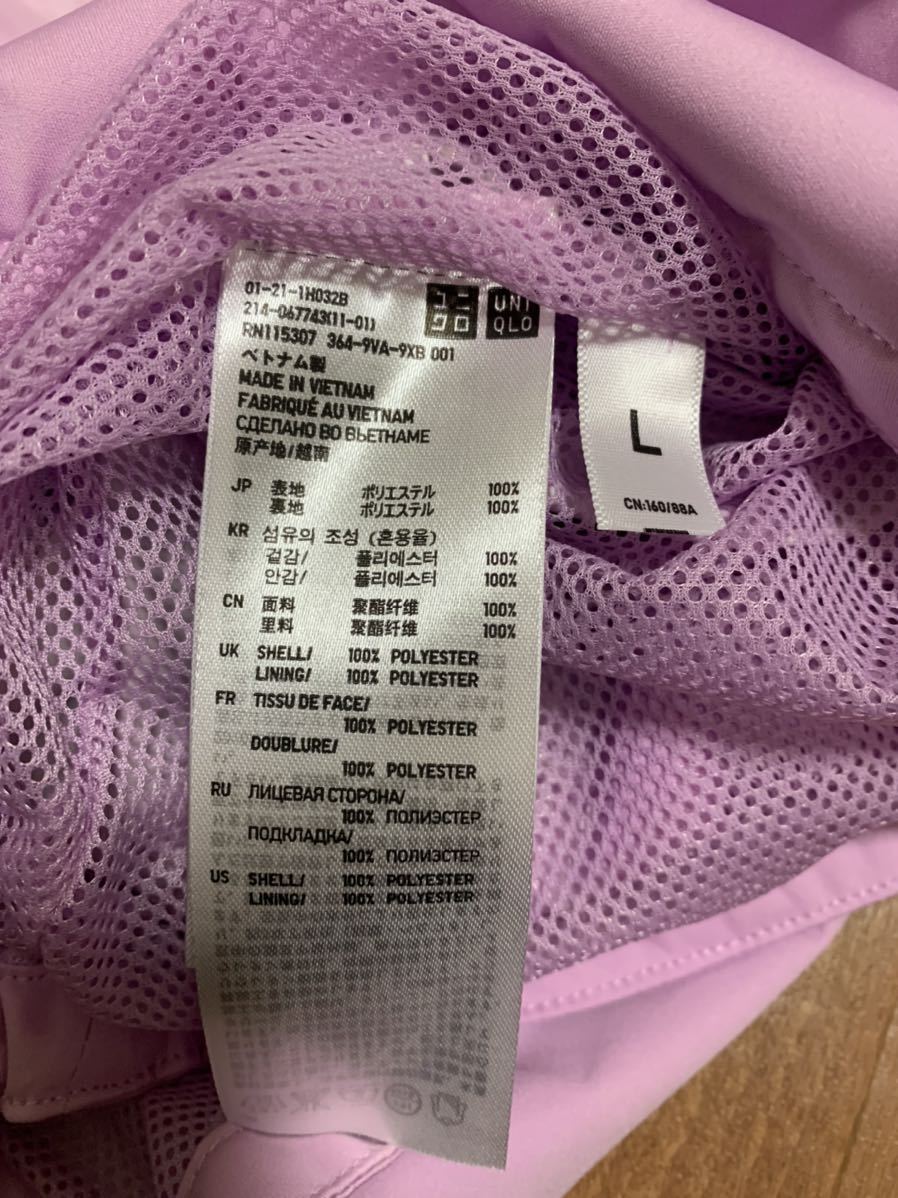 01-21-1H032B
214-067743(11-01)
RN115307 364-9VA-9XB 001
ユニクロ
UNIQLO
ベトナム製
MADE IN VIETNAM
FABRIQUÉ AU VIETNAM
СДЕЛАНО ВО ВЬЕТНАМЕ
原产地/越南
JP 表地 ポリエステル 100%
裏地 ポリエステル 100%
KR 섬유의 조성 (혼용율)
겉감/ 폴리에스터 100%
안감/ 폴리에스터 100%
CN 面料 聚酯纤维 100%
里料 聚酯纤维 100%
UK SHELL/ 100% POLYESTER
LINING/ 100% POLYESTER
FR TISSU DE FACE/
100% POLYESTER
DOUBLURE/
100% POLYESTER
RU ЛИЦЕВАЯ СТОРОНА/
100% ПОЛИЭСТЕР
ПОДКЛАДКА/
100% ПОЛИЭСТЕР
US SHELL/ 100% POLYESTER
LINING/ 100% POLYESTER
L
CN:160/88A